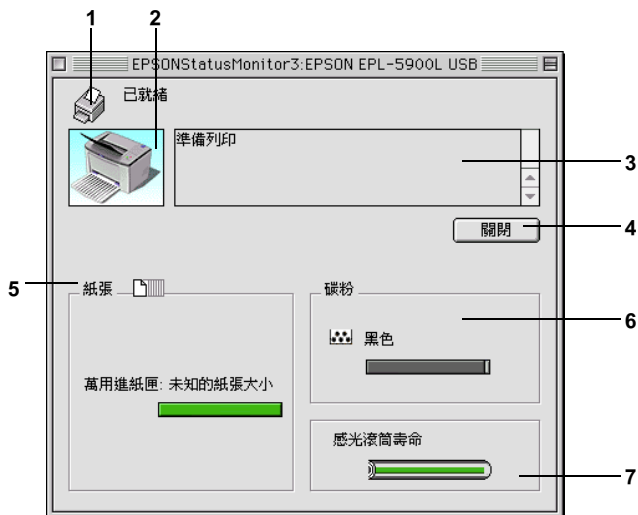 1 2
EPSONStatusMonitor3:EPSON EPL-5900L USB
已就緒
準備列印
3
關閉 4
5 紙張 碳粉
6
黑色
萬用進紙匣: 未知的紙張大小
感光滾筒壽命
7